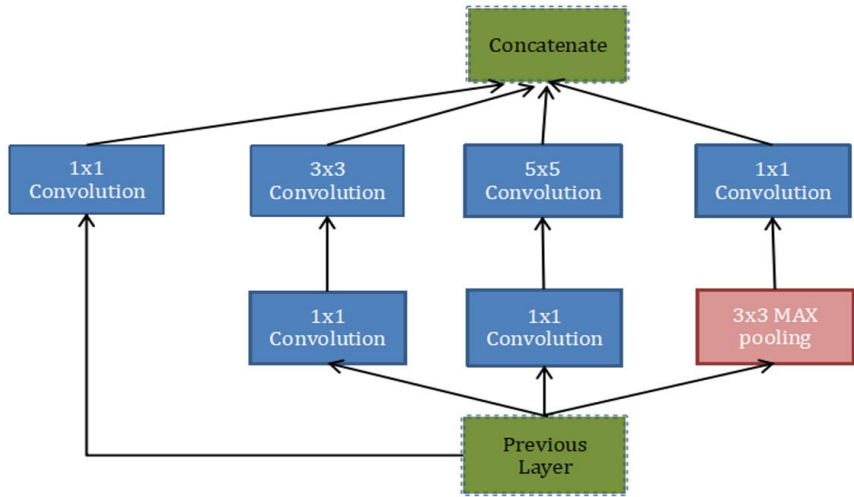 Concatenate
1x1
Convolution
3x3
Convolution
5x5
Convolution
1x1
Convolution
1x1
Convolution
1x1
Convolution
3x3 MAX
pooling
Previous
Layer